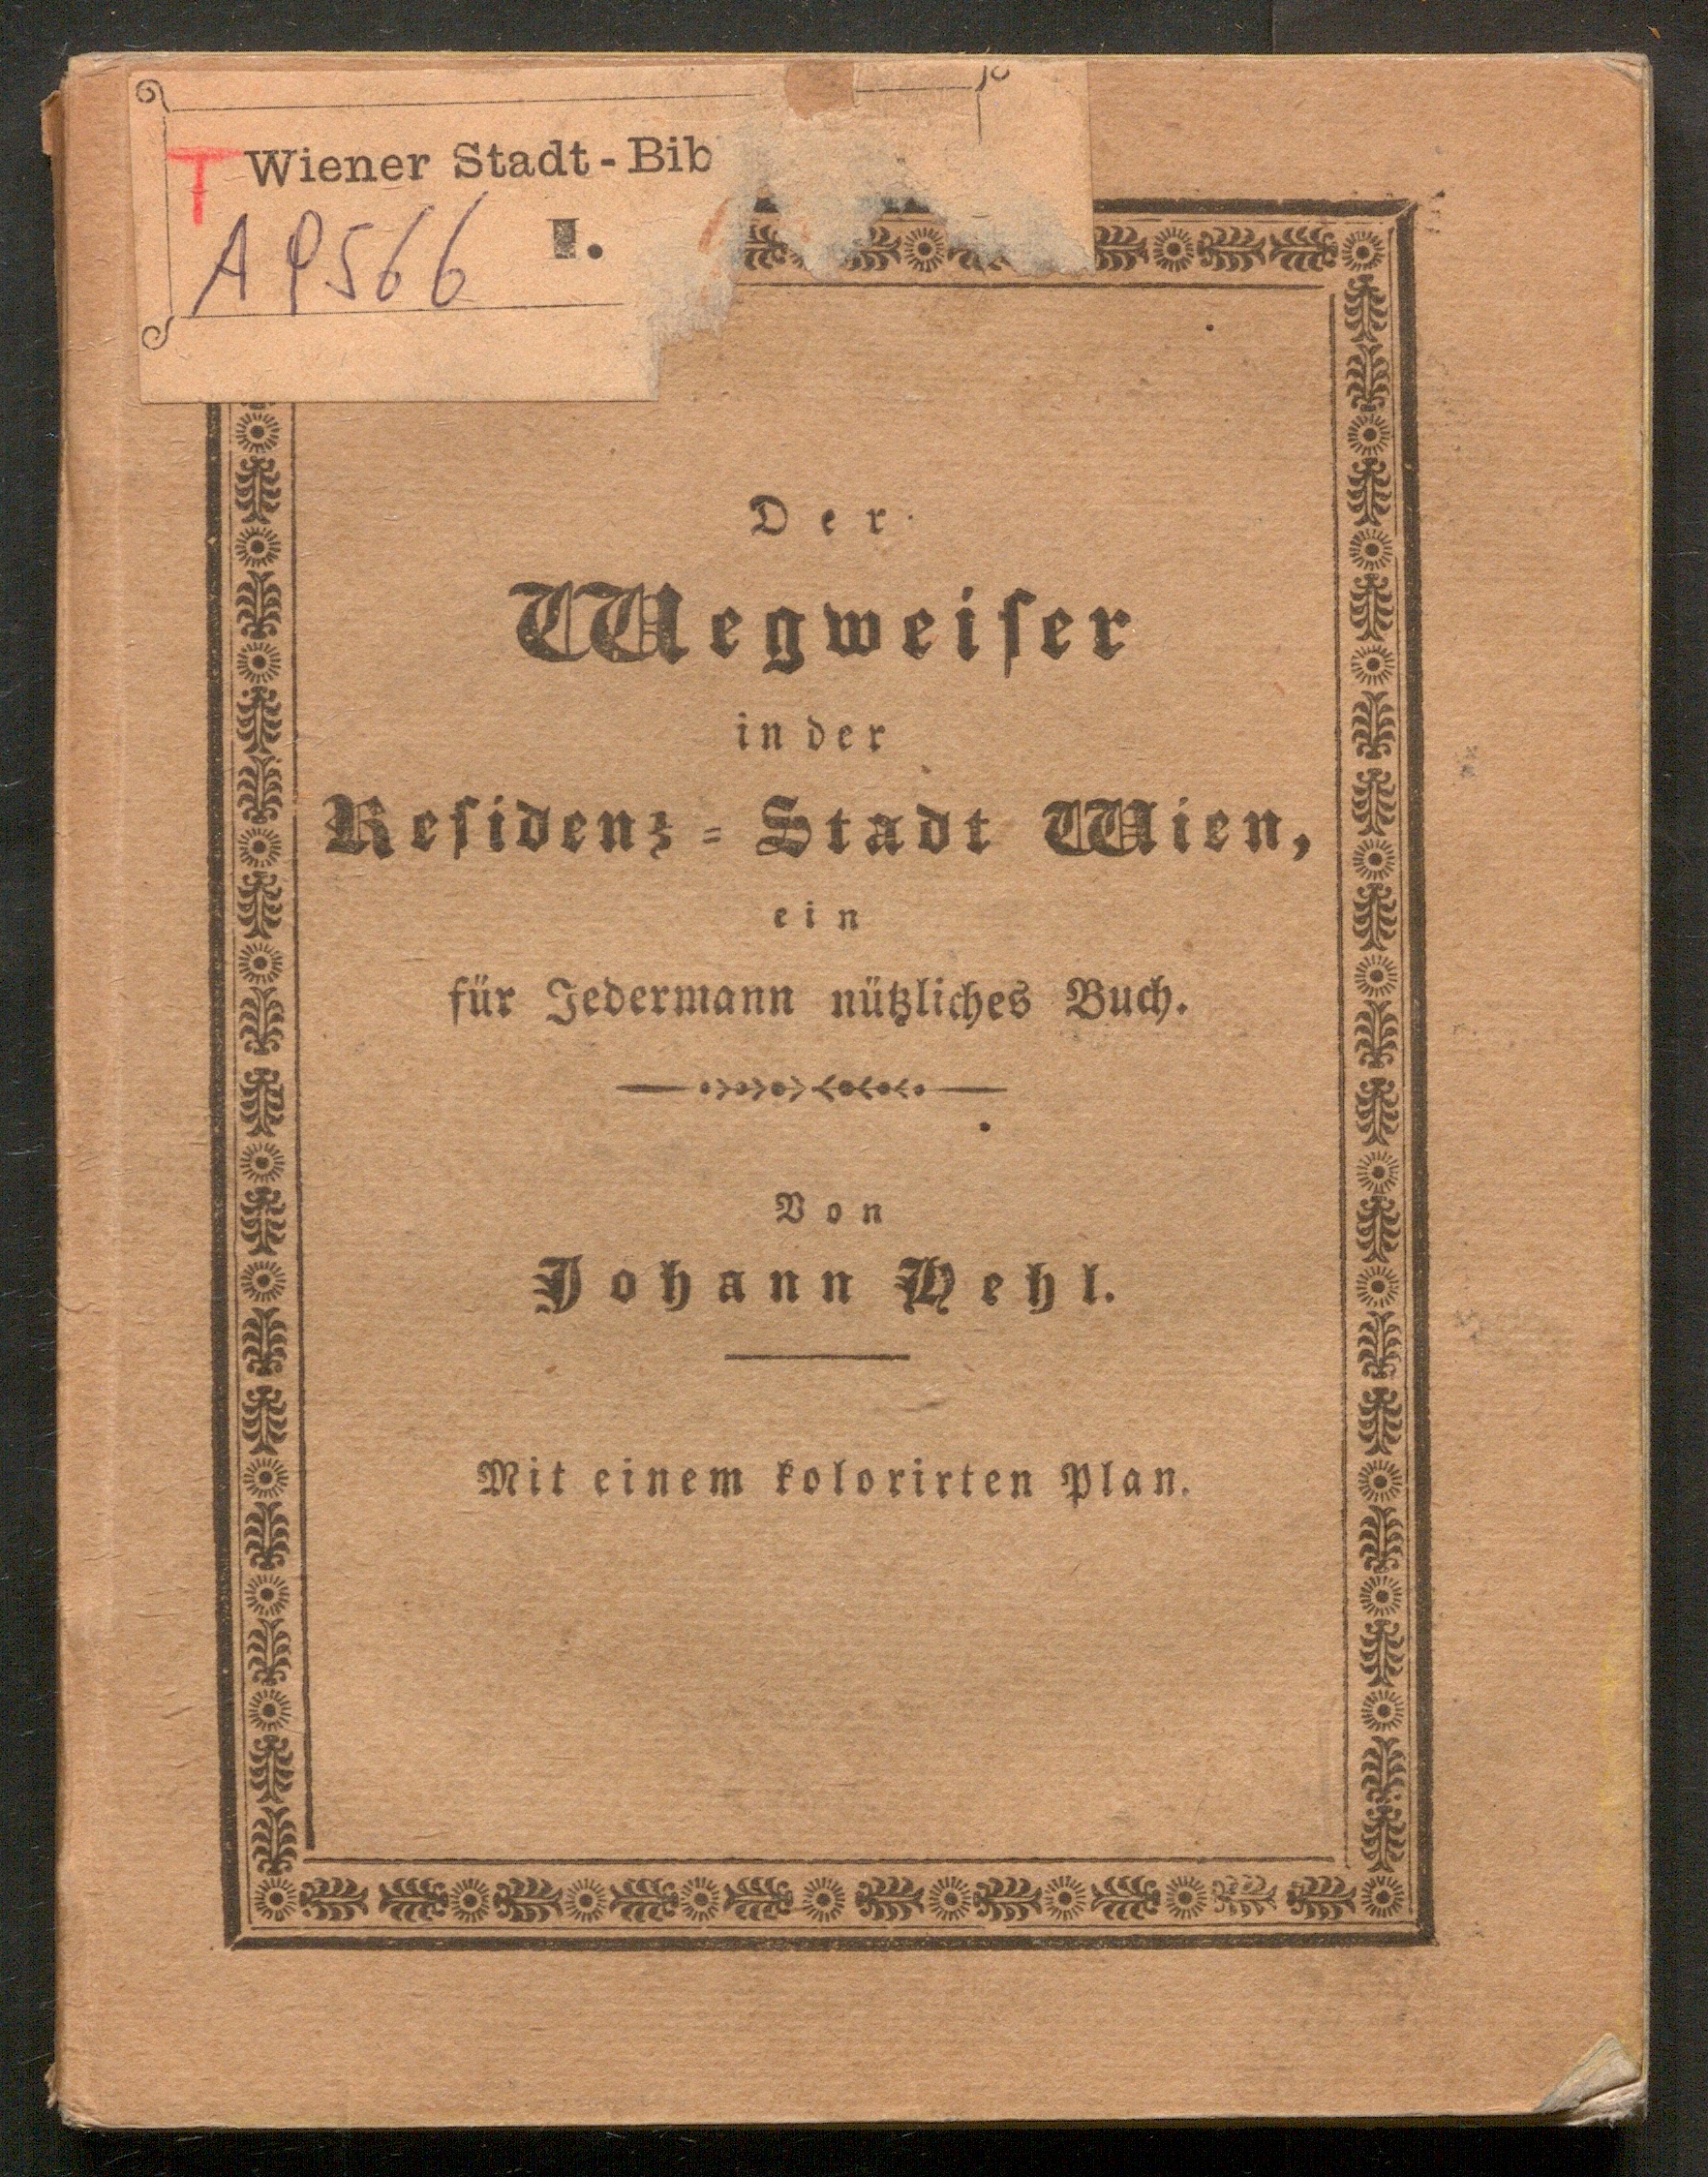 Wiener Stadt-Bib
T
A 9566 I.
Der
Wegweiſer
in der
Reſidenz=Stadt Wien,
ein
für Jedermann nützliches Buch.
Von
Johann Hehl.
Mit einem kolorirten Plan.